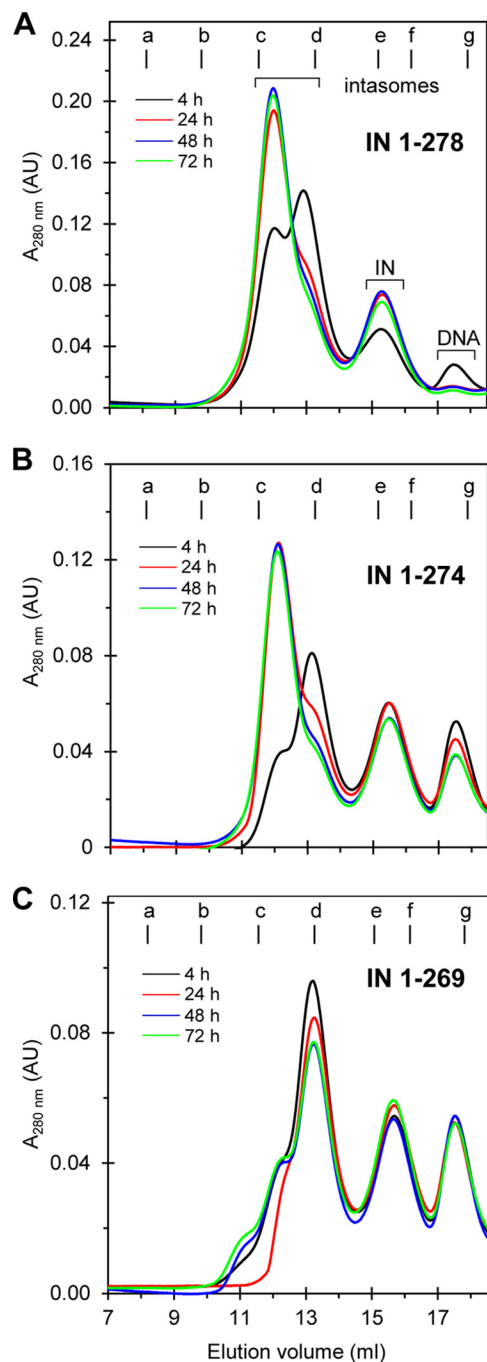 A
a b c d e f g
intasomes
4 h
24 h
48 h
72 h
IN 1-278
IN
DNA
0.24
0.20
0.16
0.12
0.08
0.04
0.00
A280 nm (AU)
B
a b c d e f g
4 h
24 h
48 h
72 h
IN 1-274
0.16
0.12
0.08
0.04
0
A280 nm (AU)
C
a b c d e f g
4 h
24 h
48 h
72 h
IN 1-269
0.12
0.08
0.04
0.00
A280 nm (AU)
7 9 11 13 15 17
Elution volume (ml)